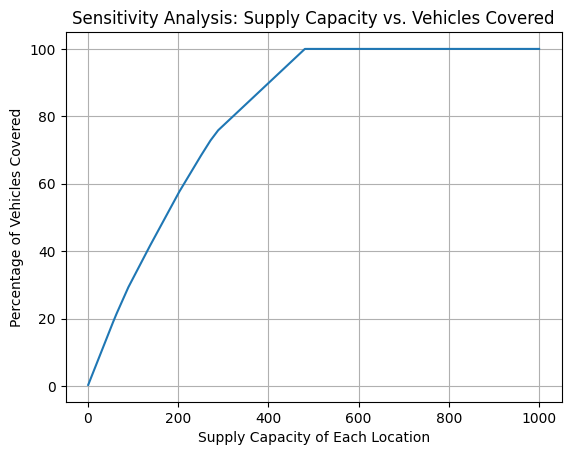 Sensitivity Analysis: Supply Capacity vs. Vehicles Covered
Percentage of Vehicles Covered
100
80
60
40
20
0
0 200 400 600 800 1000
Supply Capacity of Each Location